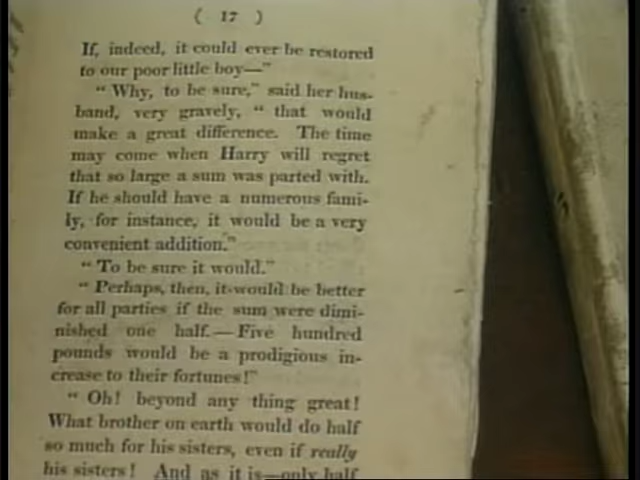 ( 17 )
If, indeed, it could ever be restored
to our poor little boy—"
" Why, to be sure," said her hus-
band, very gravely, " that would
make a great difference. The time
may come when Harry will regret
that so large a sum was parted with.
If he should have a numerous fami-
ly, for instance, it would be a very
convenient addition."
" To be sure it would."
" Perhaps, then, it would be better
for all parties if the sum were dimi-
nished one half.—Five hundred
pounds would be a prodigious in-
crease to their fortunes!"
" Oh! beyond any thing great!
What brother on earth would do half
so much for his sisters, even if really
his sisters! And as it is—only half